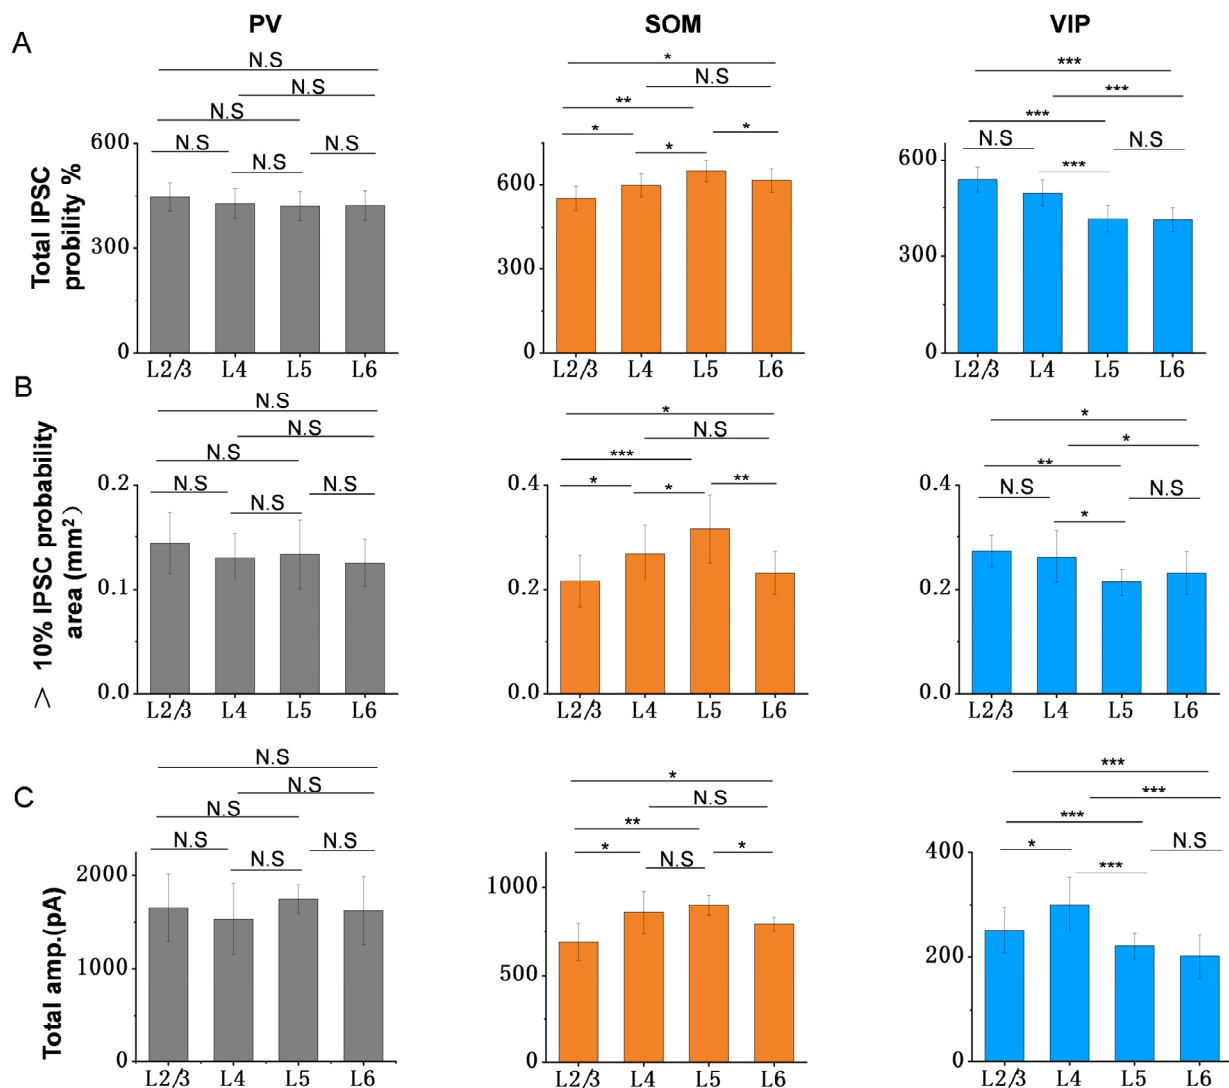 PV SOM VIP
A
N.S * ***
N.S N.S ***
N.S ** ***
N.S N.S * * N.S N.S
N.S * ***
Total IPSC
probility %
600 600 600
300 300 300
0 0 0
L2/3 L4 L5 L6 L2/3 L4 L5 L6 L2/3 L4 L5 L6
B
N.S * *
N.S N.S *
N.S *** **
N.S N.S * ** N.S N.S
N.S * *
> 10% IPSC probability
area (mm²)
0.2 0.4 0.4
0.1 0.2 0.2
0.0 0.0 0.0
L2/3 L4 L5 L6 L2/3 L4 L5 L6 L2/3 L4 L5 L6
C
N.S * ***
N.S N.S ***
N.S ** ***
N.S N.S * * * N.S
N.S N.S ***
Total amp.(pA)
2000 1000 400
1000 500 200
0 0 0
L2/3 L4 L5 L6 L2/3 L4 L5 L6 L2/3 L4 L5 L6